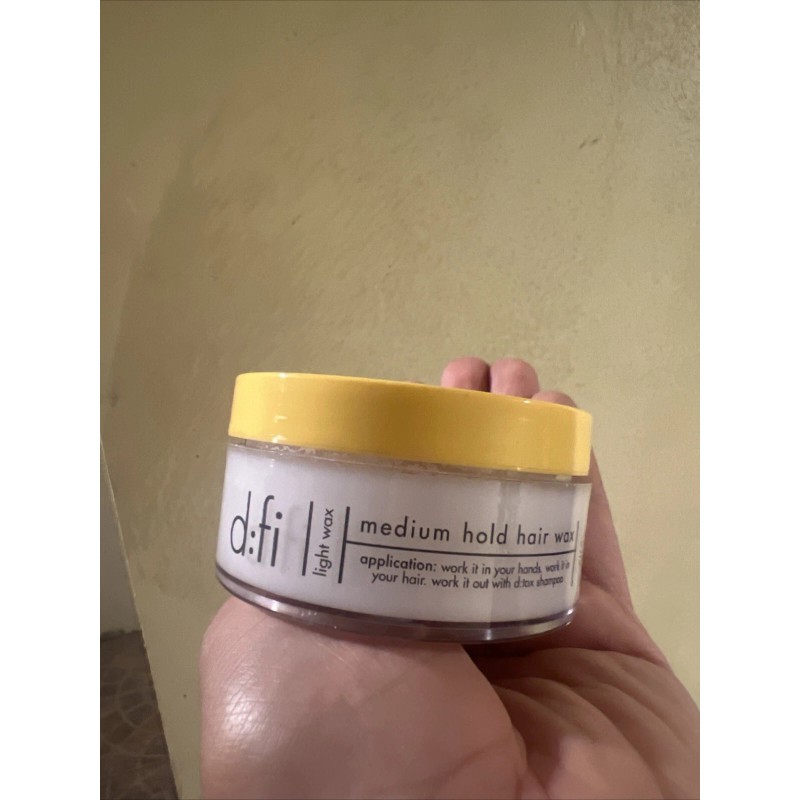 d:fi
light wax
medium hold hair wax
application: work it in your hands. work it in
your hair. work it out with d:tox shampoo.